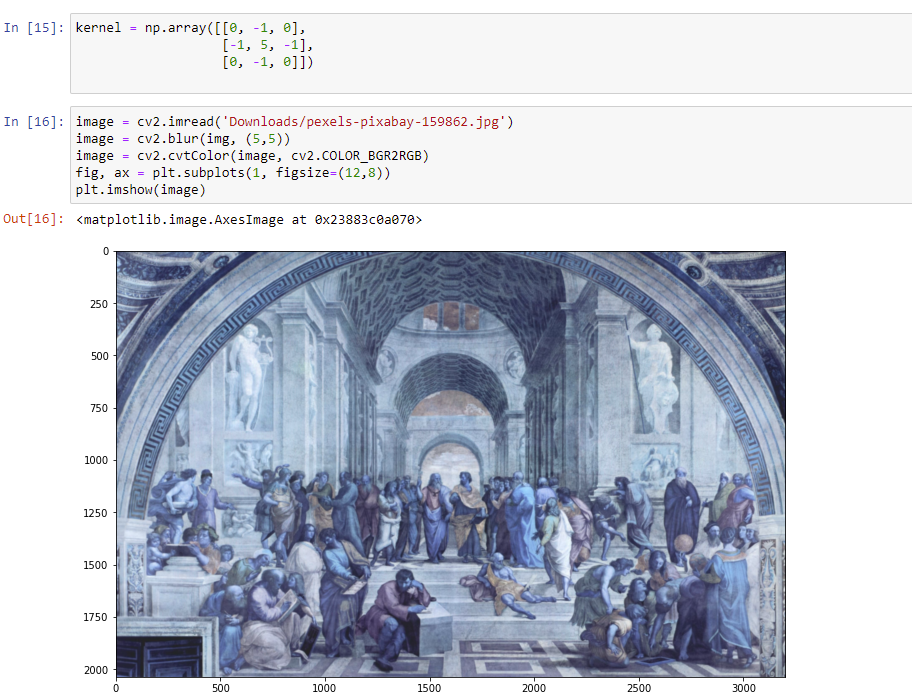 In [15]: kernel = np.array([[0, -1, 0],
[-1, 5, -1],
[0, -1, 0]])
In [16]: image = cv2.imread('Downloads/pexels-pixabay-159862.jpg')
image = cv2.blur(img, (5,5))
image = cv2.cvtColor(image, cv2.COLOR_BGR2RGB)
fig, ax = plt.subplots(1, figsize=(12,8))
plt.imshow(image)
Out[16]: <matplotlib.image.AxesImage at 0x23883c0a070>
0
250
500
750
1000
1250
1500
1750
2000
0 500 1000 1500 2000 2500 3000